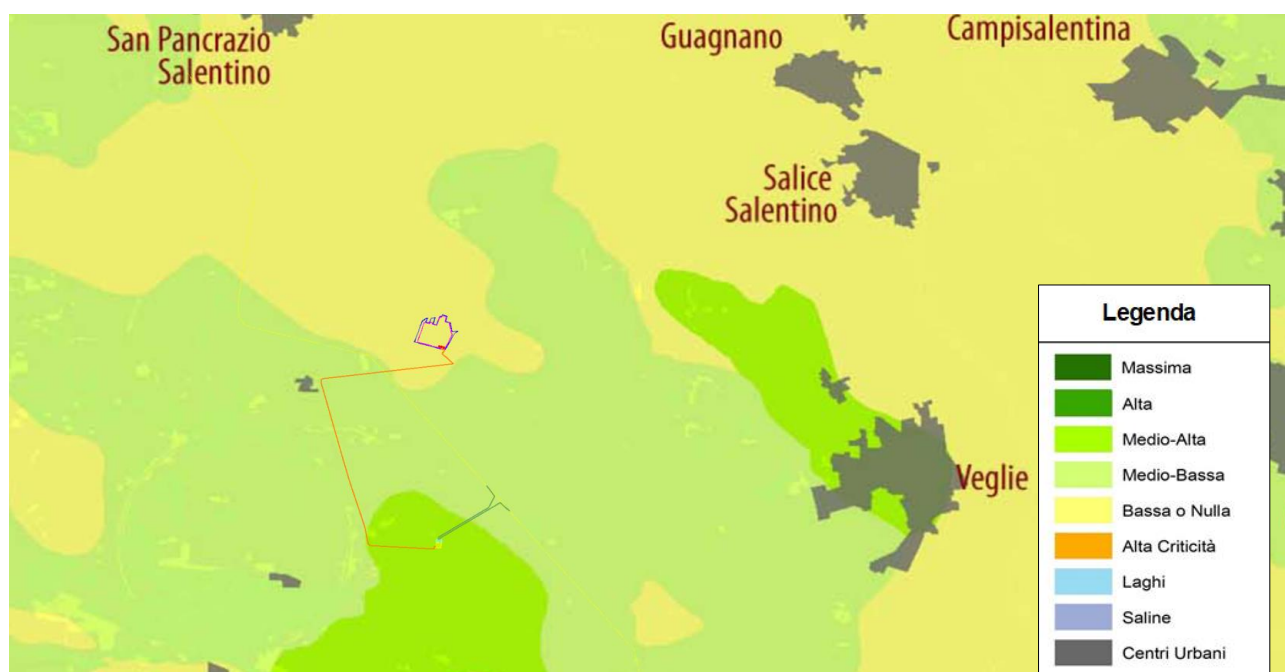 San Pancrazio
Salentino
Guagnano
Campisalentina
Salice
Salentino
Veglie
Legenda
Massima
Alta
Medio-Alta
Medio-Bassa
Bassa o Nulla
Alta Criticità
Laghi
Saline
Centri Urbani